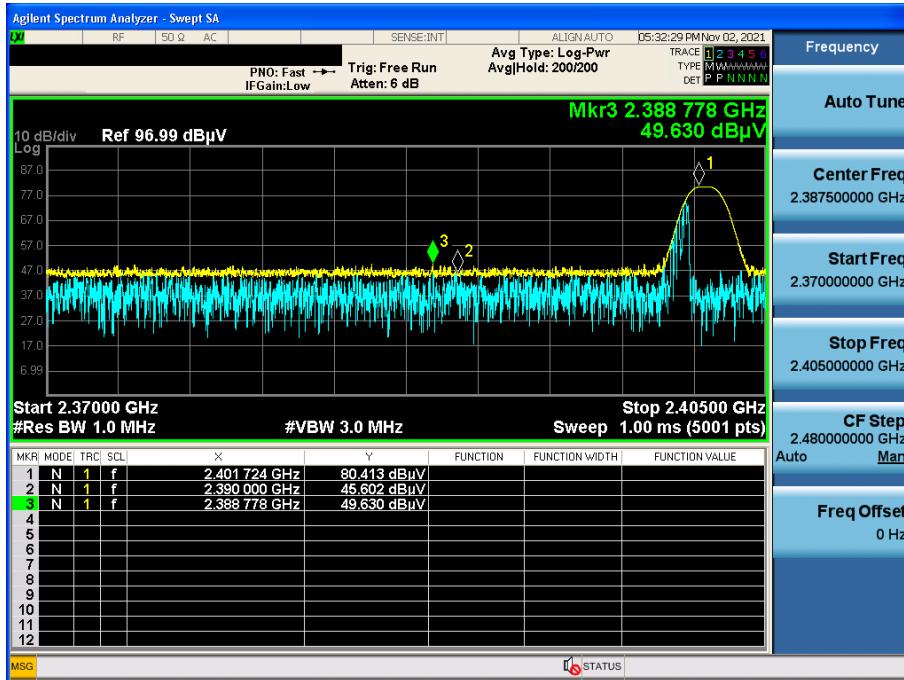 Agilent Spectrum Analyzer - Swept SA
LXI RF 50 Ω AC SENSE:INT ALIGN AUTO 05:32:29 PM Nov 02, 2021
PNO: Fast
IFGain:Low
Trig: Free Run
Atten: 6 dB
Avg Type: Log-Pwr
Avg|Hold: 200/200
TRACE 1 2 3 4 5 6
TYPE M
DET P P N N N N
Mkr3 2.388 778 GHz
49.630 dBµV
10 dB/div Ref 96.99 dBµV
Log
87.0
77.0
67.0
57.0
47.0
37.0
27.0
17.0
6.99
1
3
2
Start 2.37000 GHz Stop 2.40500 GHz
#Res BW 1.0 MHz #VBW 3.0 MHz Sweep 1.00 ms (5001 pts)
MKR MODE TRC SCL X Y FUNCTION FUNCTION WIDTH FUNCTION VALUE
1 N 1 f 2.401 724 GHz 80.413 dBµV
2 N 1 f 2.390 000 GHz 45.602 dBµV
3 N 1 f 2.388 778 GHz 49.630 dBµV
4
5
6
7
8
9
10
11
12
MSG STATUS
Frequency
Auto Tune
Center Freq
2.387500000 GHz
Start Freq
2.370000000 GHz
Stop Freq
2.405000000 GHz
CF Step
2.480000000 GHz
Auto Man
Freq Offset
0 Hz